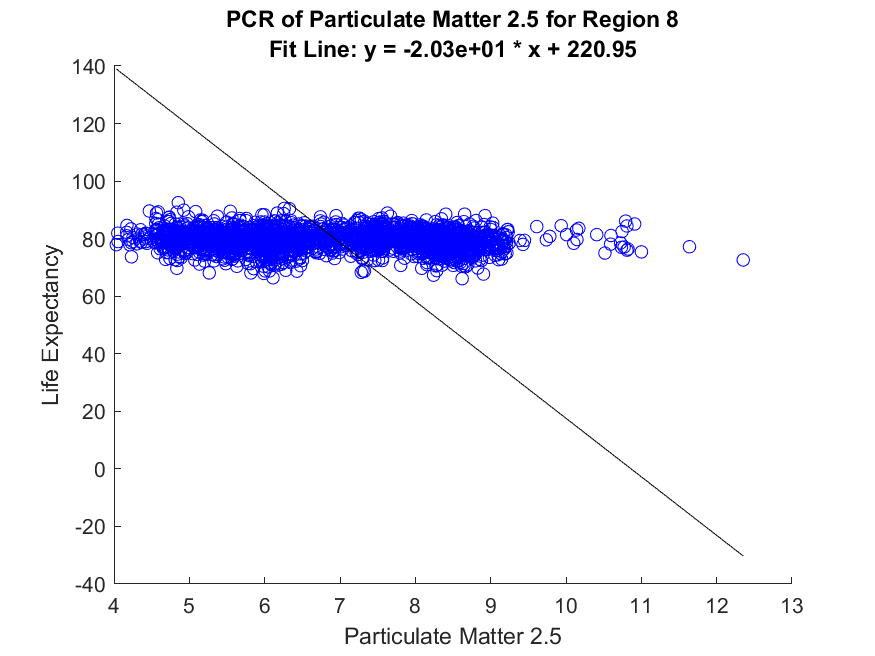 PCR of Particulate Matter 2.5 for Region 8
Fit Line: y = -2.03e+01 * x + 220.95
140
120
100
80
60
40
20
0
-20
-40
Life Expectancy
4 5 6 7 8 9 10 11 12 13
Particulate Matter 2.5